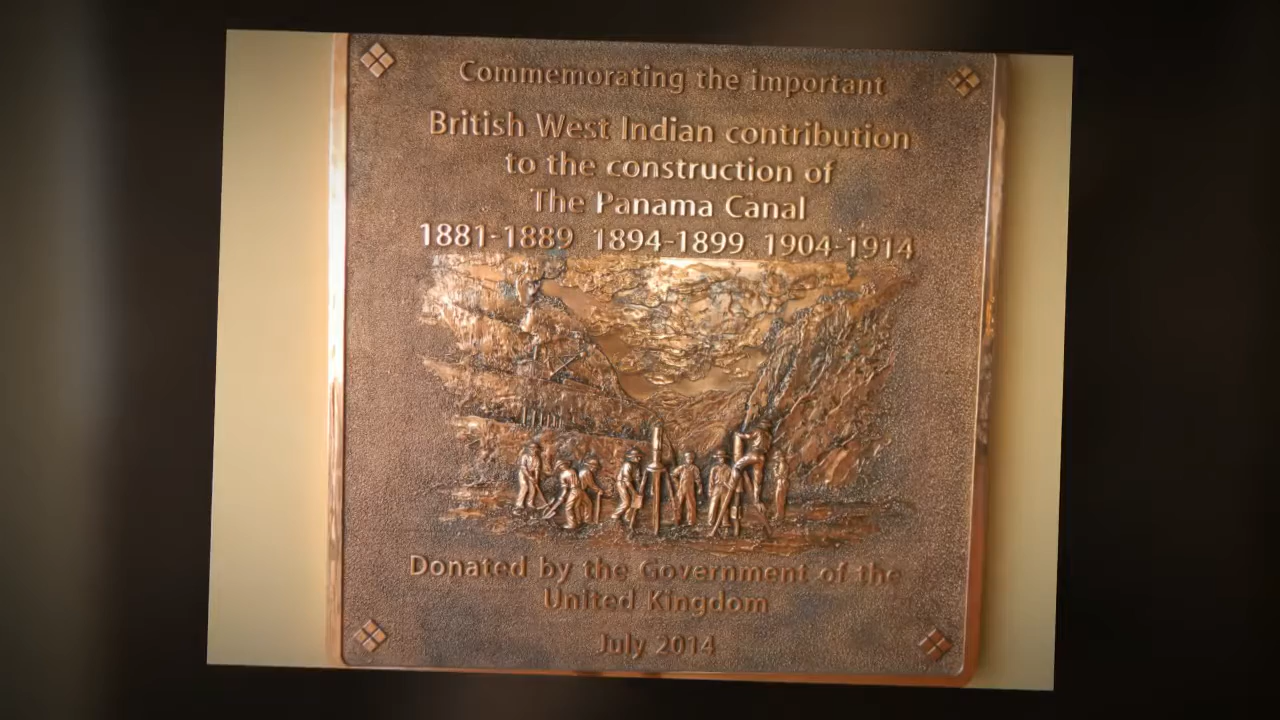 Commemorating the important
British West Indian contribution
to the construction of
The Panama Canal
1881-1889 1894-1899 1904-1914
Donated by the Government of the
United Kingdom
July 2014